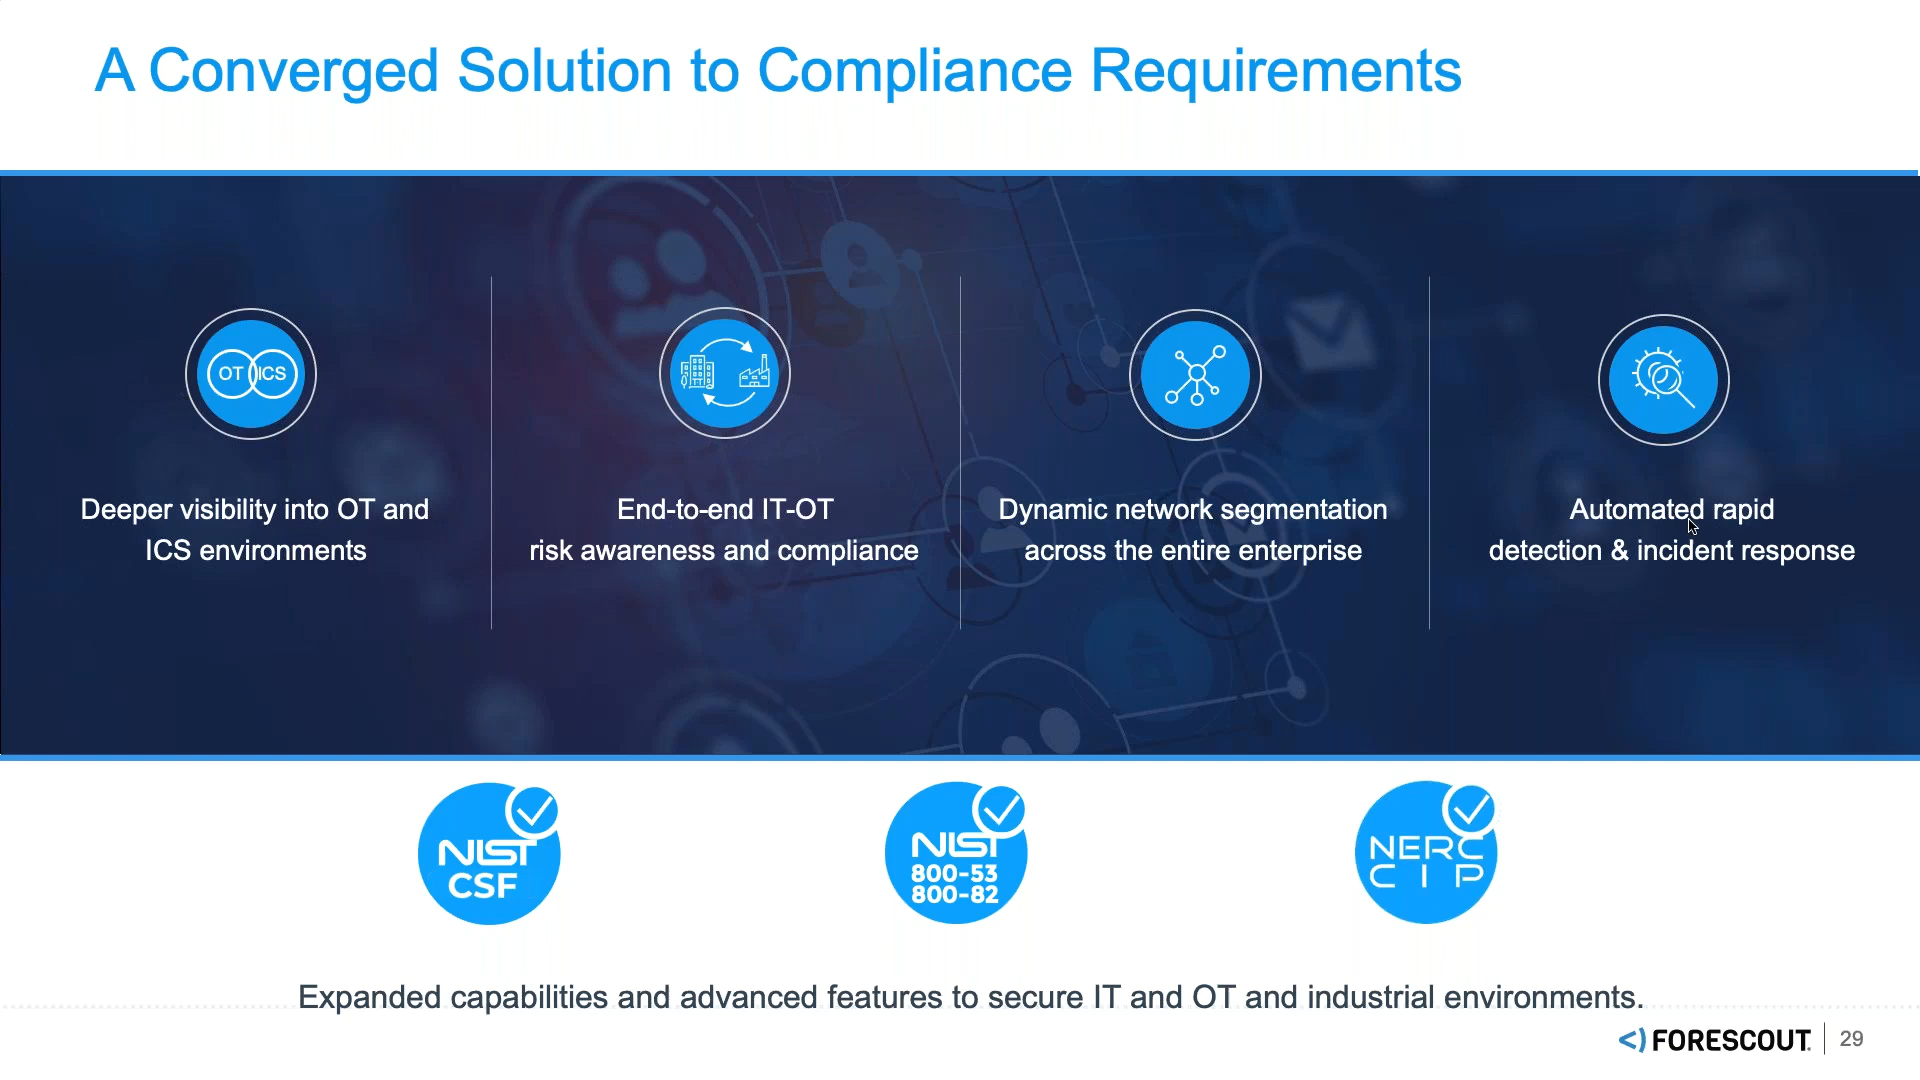 A Converged Solution to Compliance Requirements
OT ICS
Deeper visibility into OT and
ICS environments
End-to-end IT-OT
risk awareness and compliance
Dynamic network segmentation
across the entire enterprise
Automated rapid
detection & incident response
NIST
CSF
NIST
800-53
800-82
NERC
CIP
Expanded capabilities and advanced features to secure IT and OT and industrial environments.
FORESCOUT. 29